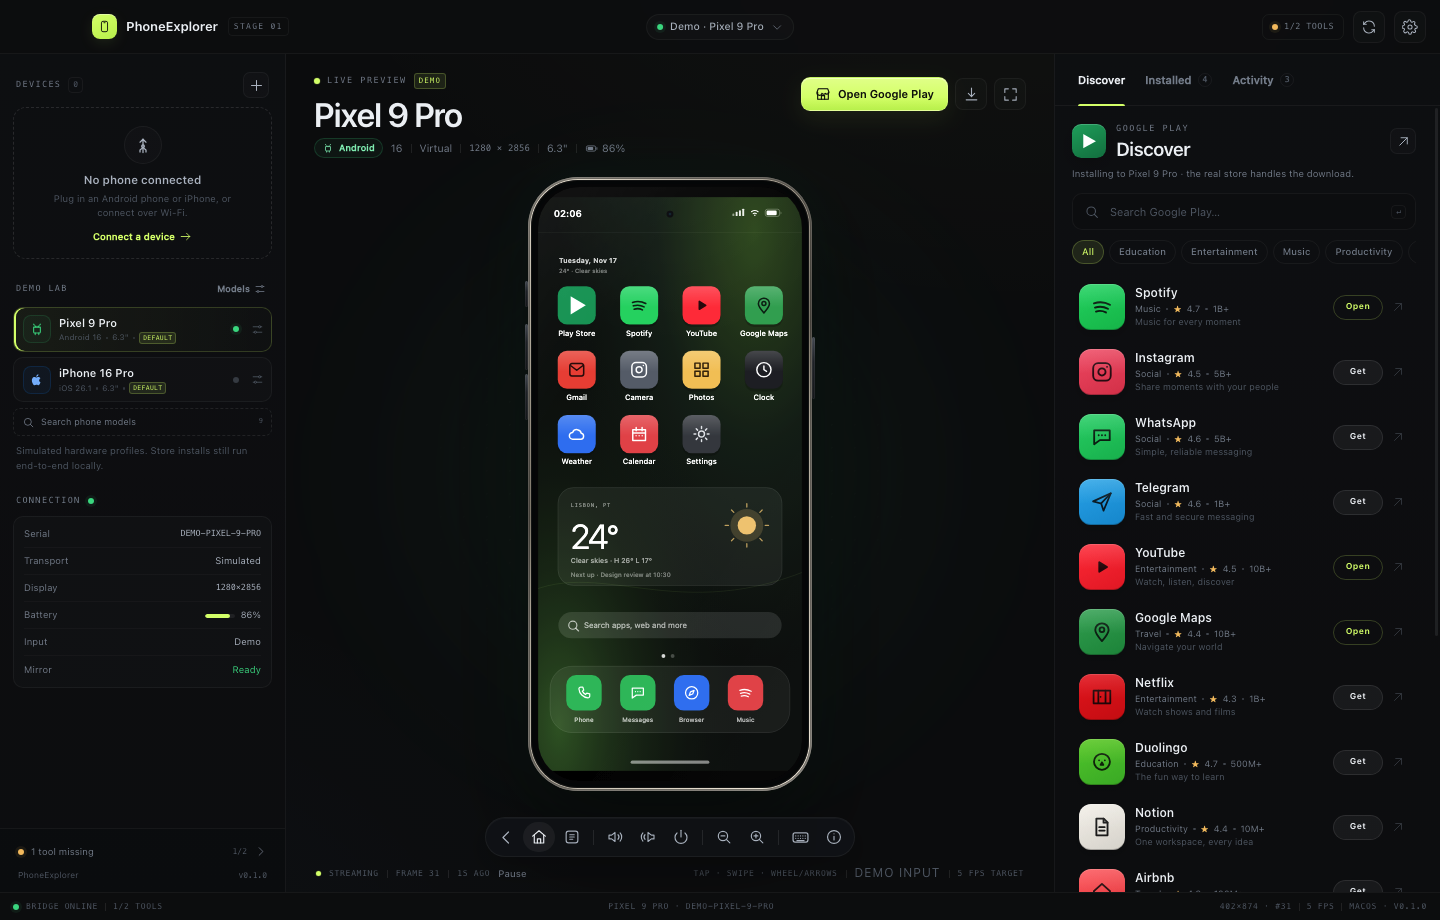 PhoneExplorer STAGE 01
Demo · Pixel 9 Pro
1/2 TOOLS
DEVICES 0
No phone connected
Plug in an Android phone or iPhone, or
connect over Wi-Fi.
Connect a device →
DEMO LAB Models
Pixel 9 Pro
Android 16 · 6.3" · DEFAULT
iPhone 16 Pro
iOS 26.1 · 6.3" · DEFAULT
Search phone models 9
Simulated hardware profiles. Store installs still run
end-to-end locally.
CONNECTION
Serial DEMO-PIXEL-9-PRO
Transport Simulated
Display 1280×2856
Battery 86%
Input Demo
Mirror Ready
1 tool missing 1/2
PhoneExplorer v0.1.0
LIVE PREVIEW DEMO
Pixel 9 Pro
Android 16 | Virtual | 1280 × 2856 | 6.3" | 86%
Open Google Play
02:06
Tuesday, Nov 17
24° · Clear skies
Play Store Spotify YouTube Google Maps
Gmail Camera Photos Clock
Weather Calendar Settings
LISBON, PT
24°
Clear skies · H 26° L 17°
Next up · Design review at 10:30
Search apps, web and more
Phone Messages Browser Music
STREAMING | FRAME 31 | 1S AGO Pause
TAP · SWIPE · WHEEL/ARROWS | DEMO INPUT | 5 FPS TARGET
Discover Installed 4 Activity 3
GOOGLE PLAY
Discover
Installing to Pixel 9 Pro · the real store handles the download.
Search Google Play...
All Education Entertainment Music Productivity
Spotify
Music · ★ 4.7 · 1B+
Music for every moment
Open
Instagram
Social · ★ 4.5 · 5B+
Share moments with your people
Get
WhatsApp
Social · ★ 4.6 · 5B+
Simple, reliable messaging
Get
Telegram
Social · ★ 4.6 · 1B+
Fast and secure messaging
Get
YouTube
Entertainment · ★ 4.5 · 10B+
Watch, listen, discover
Open
Google Maps
Travel · ★ 4.4 · 10B+
Navigate your world
Open
Netflix
Entertainment · ★ 4.3 · 1B+
Watch shows and films
Get
Duolingo
Education · ★ 4.7 · 500M+
The fun way to learn
Get
Notion
Productivity · ★ 4.4 · 10M+
One workspace, every idea
Get
Airbnb
Get
BRIDGE ONLINE | 1/2 TOOLS
PIXEL 9 PRO · DEMO-PIXEL-9-PRO
402×874 · #31 | 5 FPS | MACOS · V0.1.0